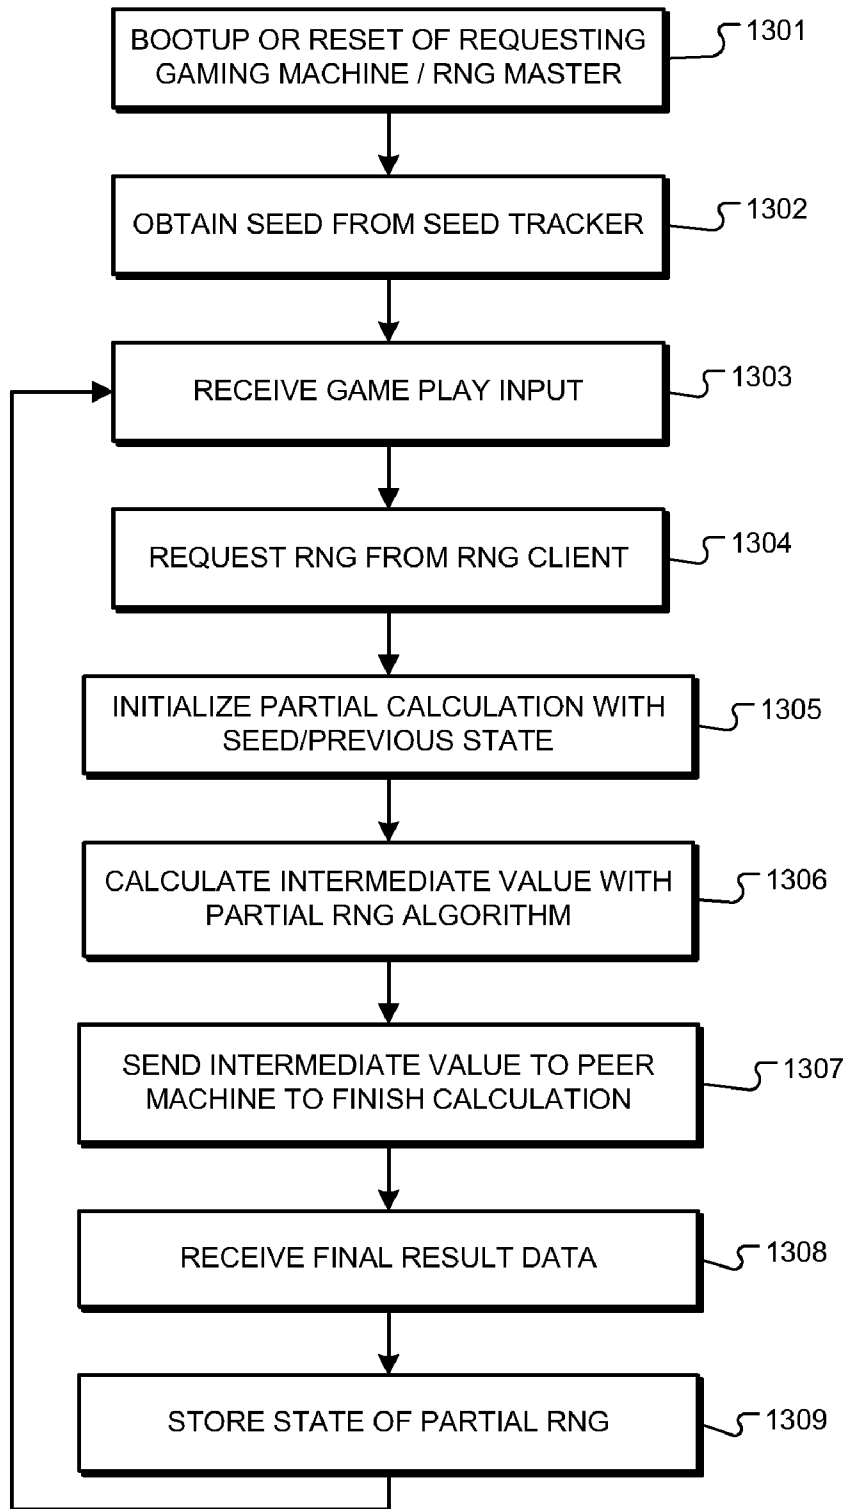 BOOTUP OR RESET OF REQUESTING
GAMING MACHINE / RNG MASTER
1301
OBTAIN SEED FROM SEED TRACKER
1302
RECEIVE GAME PLAY INPUT
1303
REQUEST RNG FROM RNG CLIENT
1304
INITIALIZE PARTIAL CALCULATION WITH
SEED/PREVIOUS STATE
1305
CALCULATE INTERMEDIATE VALUE WITH
PARTIAL RNG ALGORITHM
1306
SEND INTERMEDIATE VALUE TO PEER
MACHINE TO FINISH CALCULATION
1307
RECEIVE FINAL RESULT DATA
1308
STORE STATE OF PARTIAL RNG
1309